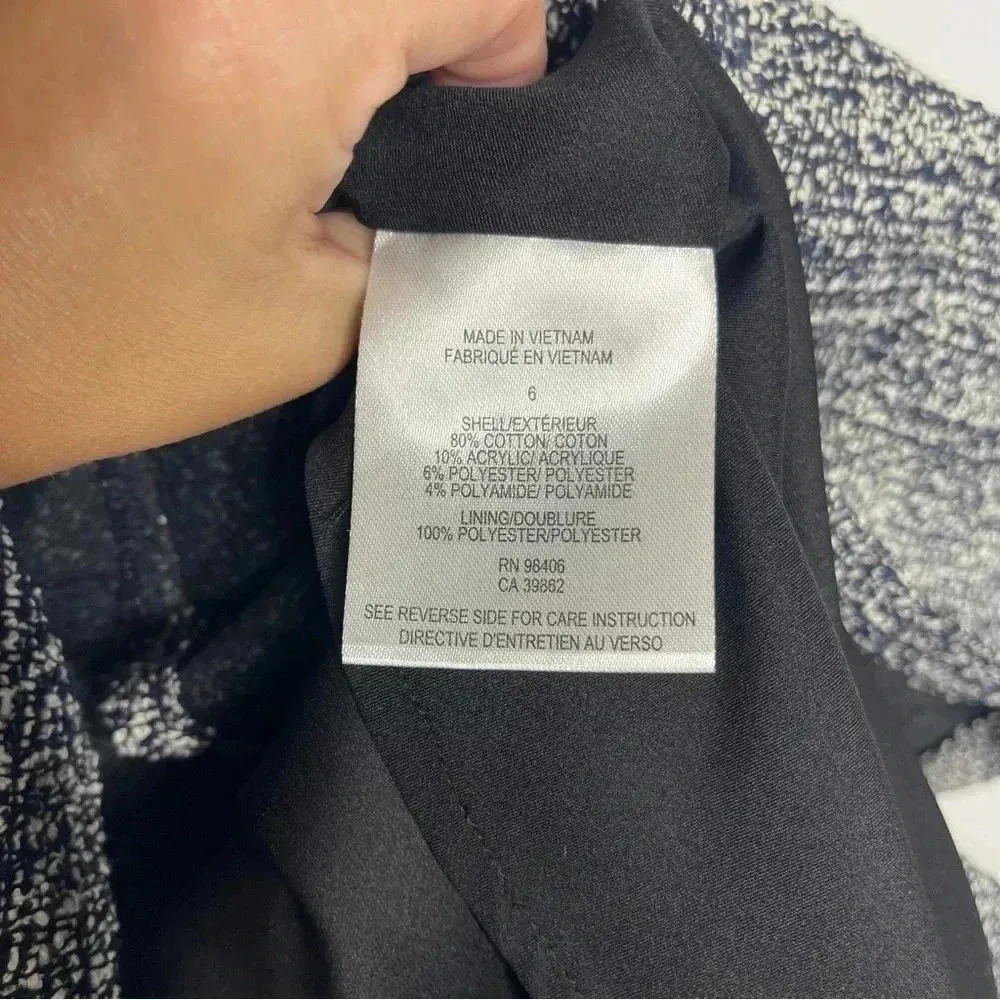 MADE IN VIETNAM
FABRIQUÉ EN VIETNAM
6
SHELL/EXTÉRIEUR
80% COTTON/ COTON
10% ACRYLIC/ ACRYLIQUE
6% POLYESTER/ POLYESTER
4% POLYAMIDE/ POLYAMIDE
LINING/DOUBLURE
100% POLYESTER/POLYESTER
RN 98406
CA 39862
SEE REVERSE SIDE FOR CARE INSTRUCTION
DIRECTIVE D'ENTRETIEN AU VERSO